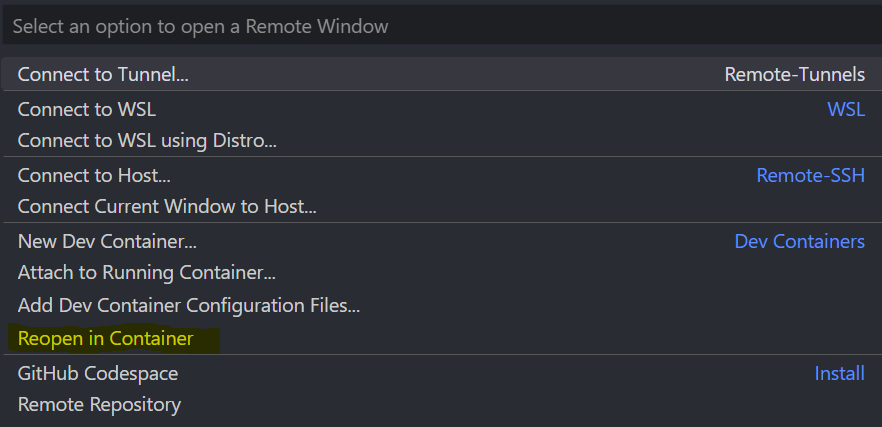 Select an option to open a Remote Window
Connect to Tunnel... Remote-Tunnels
Connect to WSL WSL
Connect to WSL using Distro...
Connect to Host... Remote-SSH
Connect Current Window to Host...
New Dev Container... Dev Containers
Attach to Running Container...
Add Dev Container Configuration Files...
Reopen in Container
GitHub Codespace Install
Remote Repository